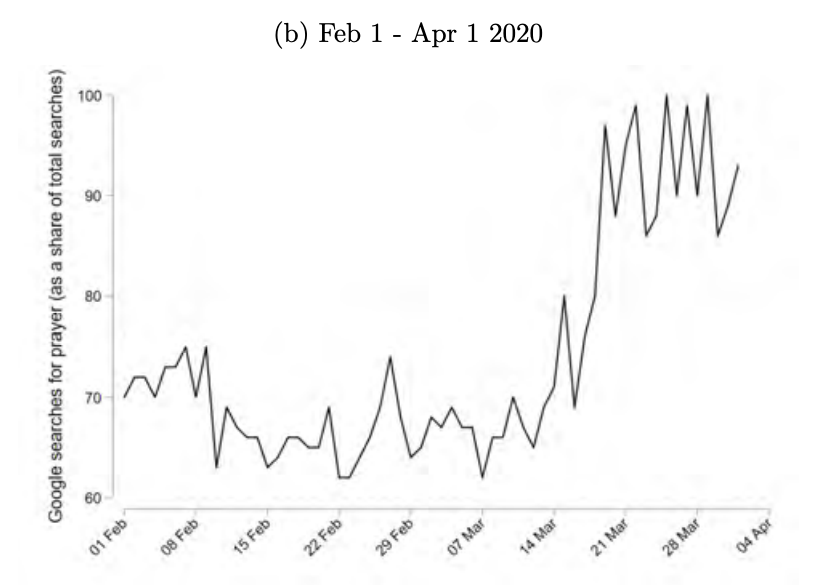 (b) Feb 1 - Apr 1 2020
Google searches for prayer (as a share of total searches)
100
90
80
70
60
01 Feb
08 Feb
15 Feb
22 Feb
29 Feb
07 Mar
14 Mar
21 Mar
28 Mar
04 Apr